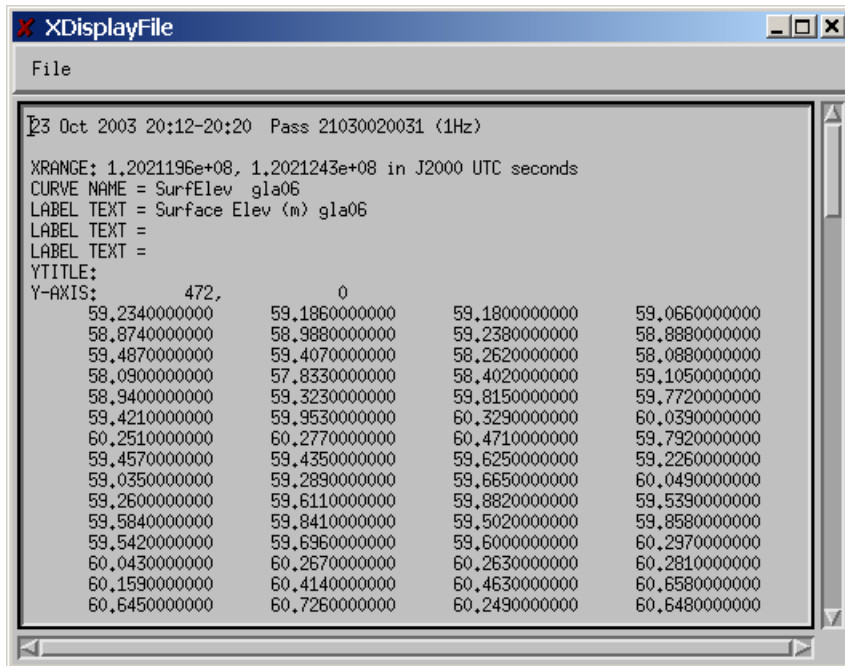 XDisplayFile
File
23 Oct 2003 20:12-20:20  Pass 21030020031 (1Hz)
XRANGE: 1.2021196e+08, 1.2021243e+08 in J2000 UTC seconds
CURVE NAME = SurfElev  gla06
LABEL TEXT = Surface Elev (m) gla06
LABEL TEXT =
LABEL TEXT =
YTITLE:
Y-AXIS:         472,            0
59.2340000000       59.1860000000       59.1800000000       59.0660000000
58.8740000000       58.9880000000       59.2380000000       58.8880000000
59.4870000000       59.4070000000       58.2620000000       58.0880000000
58.0900000000       57.8330000000       58.4020000000       59.1050000000
58.9400000000       59.3230000000       59.8150000000       59.7720000000
59.4210000000       59.9530000000       60.3290000000       60.0390000000
60.2510000000       60.2770000000       60.4710000000       59.7920000000
59.4570000000       59.4350000000       59.6250000000       59.2260000000
59.0350000000       59.2890000000       59.6650000000       60.0490000000
59.2600000000       59.6110000000       59.8820000000       59.5390000000
59.5840000000       59.8410000000       59.5020000000       59.8580000000
59.5420000000       59.6960000000       59.6000000000       60.2970000000
60.0430000000       60.2670000000       60.2630000000       60.2810000000
60.1590000000       60.4140000000       60.4630000000       60.6580000000
60.6450000000       60.7260000000       60.2490000000       60.6480000000